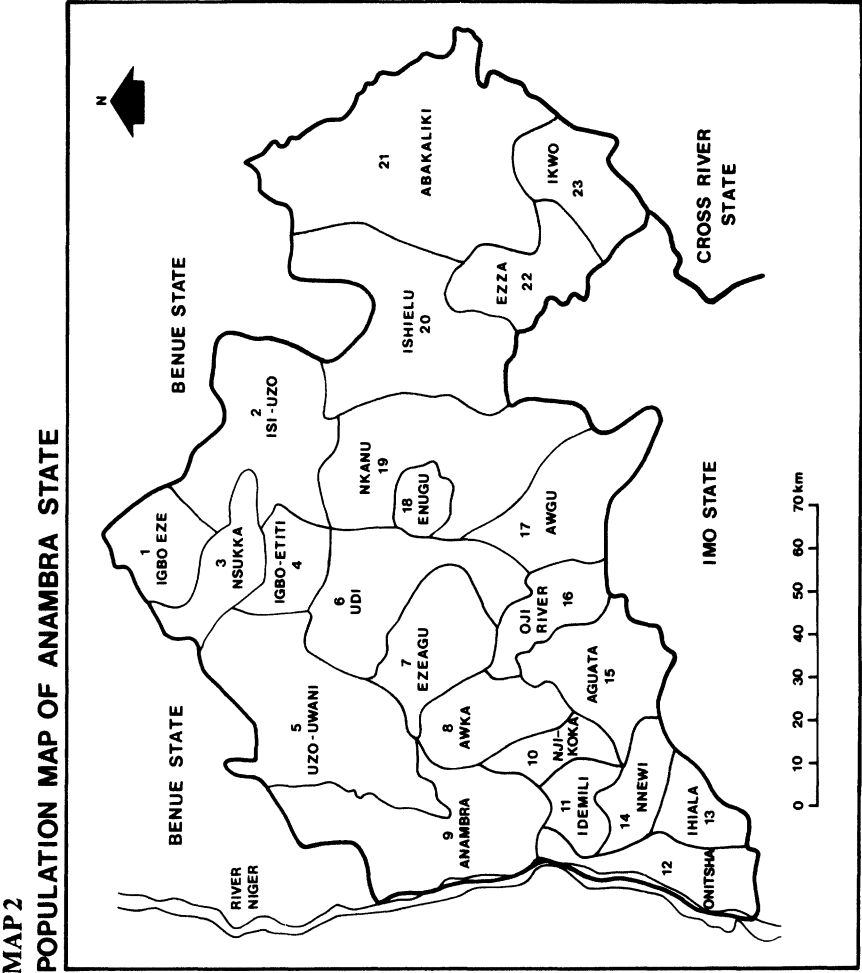 MAP 2
POPULATION MAP OF ANAMBRA STATE
N
BENUE STATE
BENUE STATE
RIVER
NIGER
1
IGBO EZE
2
ISI-UZO
3
NSUKKA
IGBO-ETITI
4
5
UZO-UWANI
6
UDI
7
EZEAGU
8
AWKA
9
ANAMBRA
10
NJI-
KOKA
11
IDEMILI
12
ONITSHA
IHIALA
13
14
NNEWI
AGUATA
15
OJI
RIVER
16
17
AWGU
18
ENUGU
NKANU
19
ISHIELU
20
21
ABAKALIKI
EZZA
22
IKWO
23
CROSS RIVER
STATE
IMO STATE
0 10 20 30 40 50 60 70km